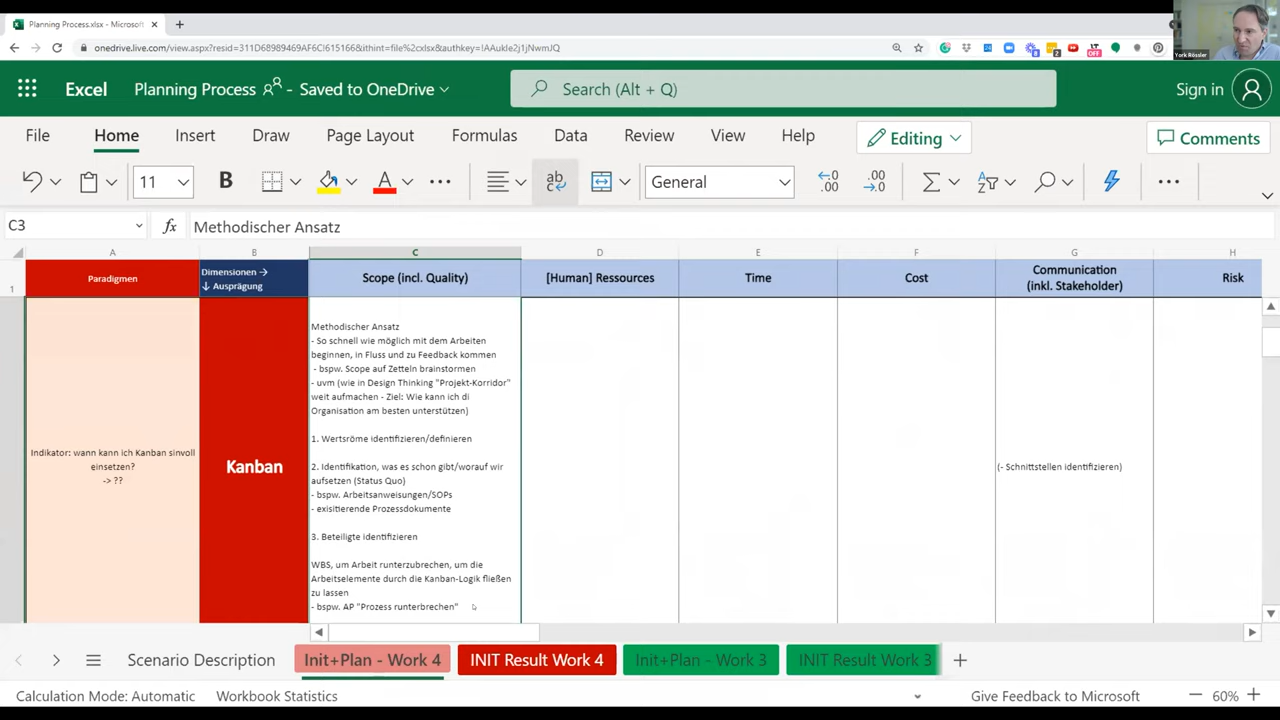 Planning Process.xlsx - Microsoft
onedrive.live.com/view.aspx?resid=311D68989469AF6C!615166&ithint=file%2cxlsx&authkey=!AAukle2j1jNwmJQ
York Rössler
Excel
Planning Process - Saved to OneDrive
Search (Alt + Q)
Sign in
File Home Insert Draw Page Layout Formulas Data Review View Help
Editing
Comments
11 B A ab c General ←0 .00 .00 →0
C3
fx Methodischer Ansatz
A B C D E F G H
1
Paradigmen
Dimensionen →
↓ Ausprägung
Scope (incl. Quality)
[Human] Ressources
Time
Cost
Communication
(inkl. Stakeholder)
Risk
Indikator: wann kann ich Kanban sinvoll
einsetzen?
-> ??
Kanban
Methodischer Ansatz
- So schnell wie möglich mit dem Arbeiten
beginnen, in Fluss und zu Feedback kommen
- bspw. Scope auf Zetteln brainstormen
- uvm (wie in Design Thinking "Projekt-Korridor"
weit aufmachen - Ziel: Wie kann ich di
Organisation am besten unterstützen)
1. Wertsröme identifizieren/definieren
2. Identifikation, was es schon gibt/worauf wir
aufsetzen (Status Quo)
- bspw. Arbeitsanweisungen/SOPs
- exisitierende Prozessdokumente
3. Beteiligte identifizieren
WBS, um Arbeit runterzubrechen, um die
Arbeitselemente durch die Kanban-Logik fließen
zu lassen
- bspw. AP "Prozess runterbrechen"
(- Schnittstellen identifizieren)
Scenario Description
Init+Plan - Work 4
INIT Result Work 4
Init+Plan - Work 3
INIT Result Work 3
Calculation Mode: Automatic
Workbook Statistics
Give Feedback to Microsoft
60%